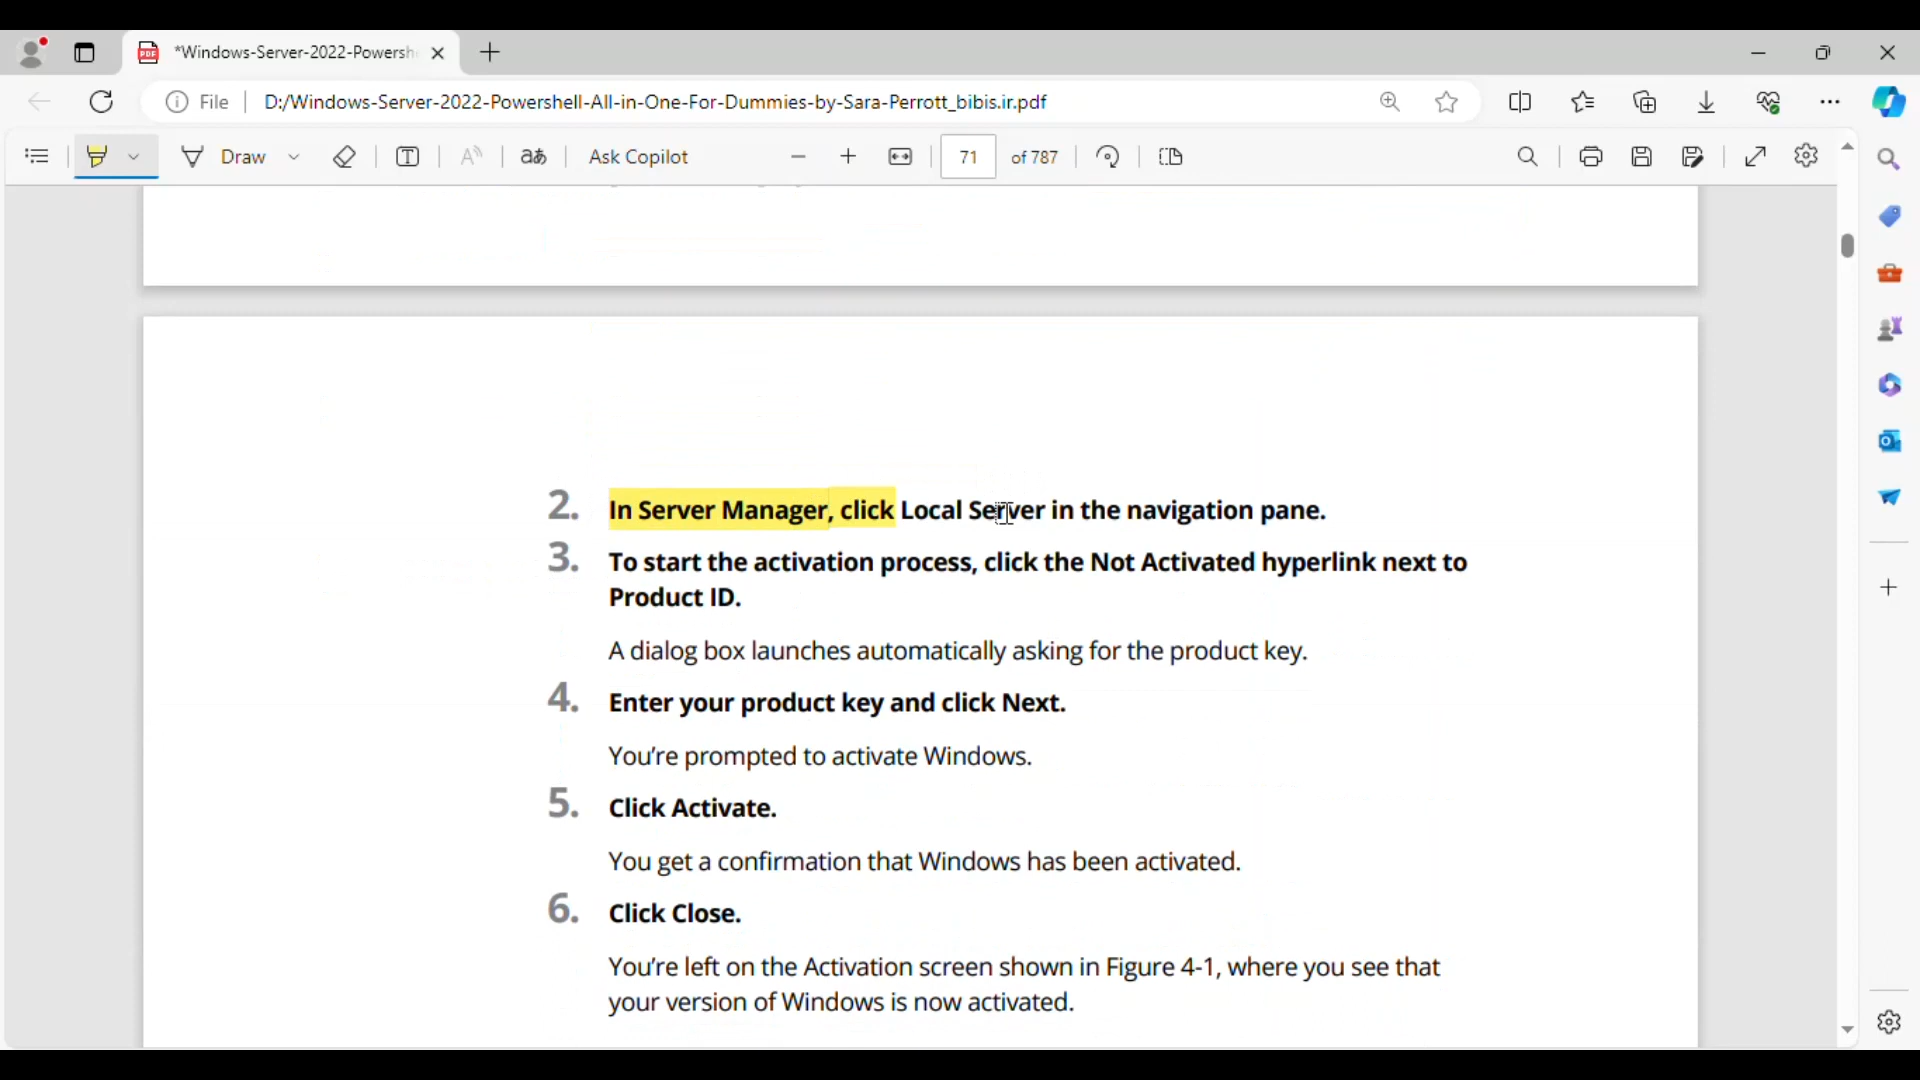 *Windows-Server-2022-Powersh
File
D:/Windows-Server-2022-Powershell-All-in-One-For-Dummies-by-Sara-Perrott_bibis.ir.pdf
Draw
Ask Copilot
71
of 787
2. In Server Manager, click Local Server in the navigation pane.
3. To start the activation process, click the Not Activated hyperlink next to
Product ID.
A dialog box launches automatically asking for the product key.
4. Enter your product key and click Next.
You're prompted to activate Windows.
5. Click Activate.
You get a confirmation that Windows has been activated.
6. Click Close.
You're left on the Activation screen shown in Figure 4-1, where you see that
your version of Windows is now activated.